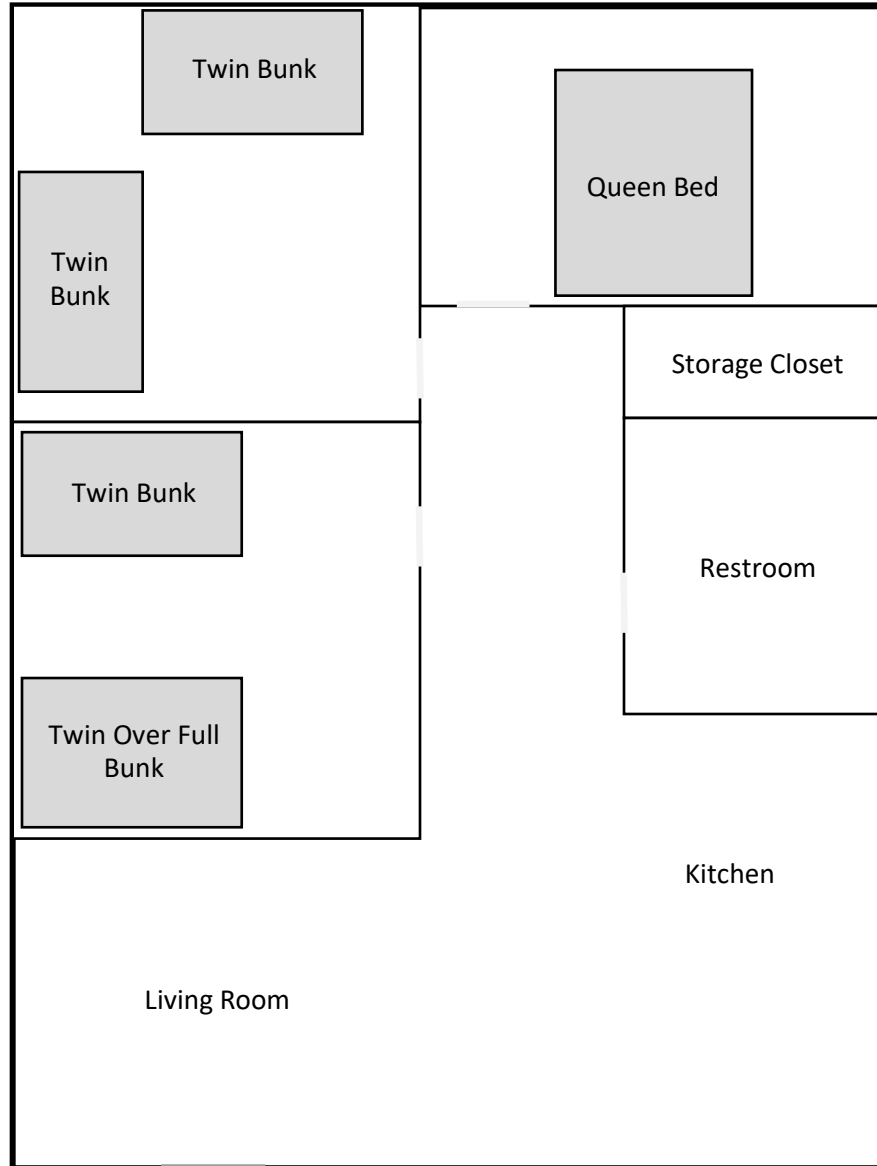 Twin Bunk
Queen Bed
Twin
Bunk
Storage Closet
Twin Bunk
Restroom
Twin Over Full
Bunk
Kitchen
Living Room